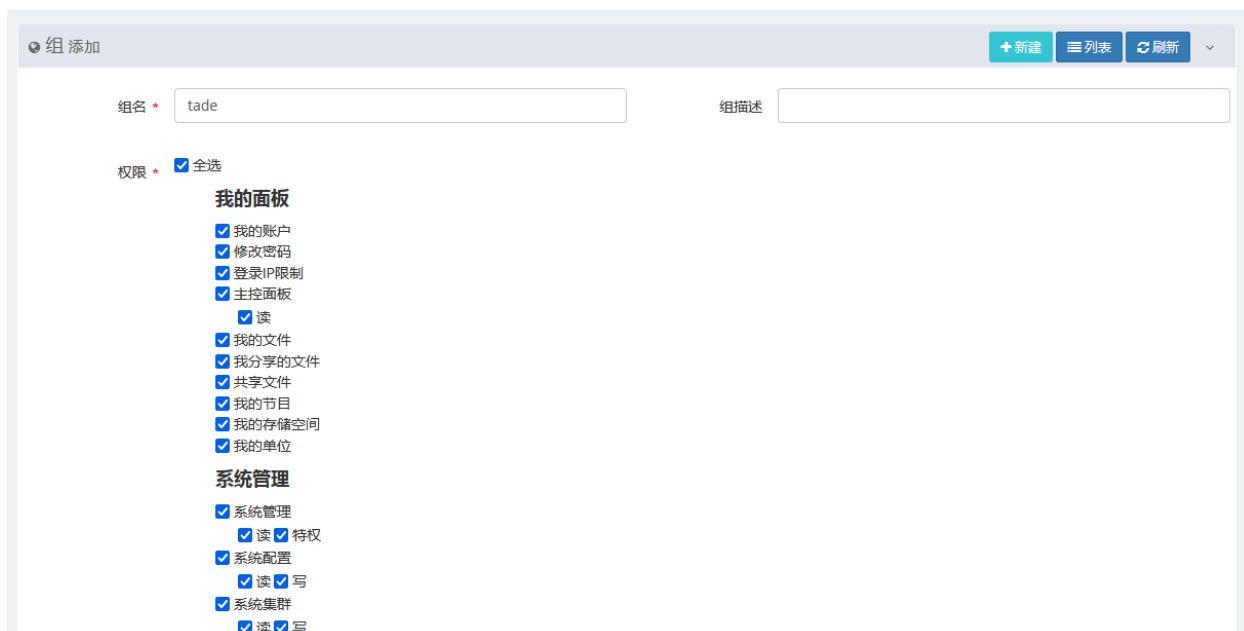 组 添加
新建 列表 刷新
组名 * tade 组描述
权限 * 全选
我的面板
我的账户
修改密码
登录IP限制
主控面板
读
我的文件
我分享的文件
共享文件
我的节目
我的存储空间
我的单位
系统管理
系统管理
读 特权
系统配置
读 写
系统集群
读 写